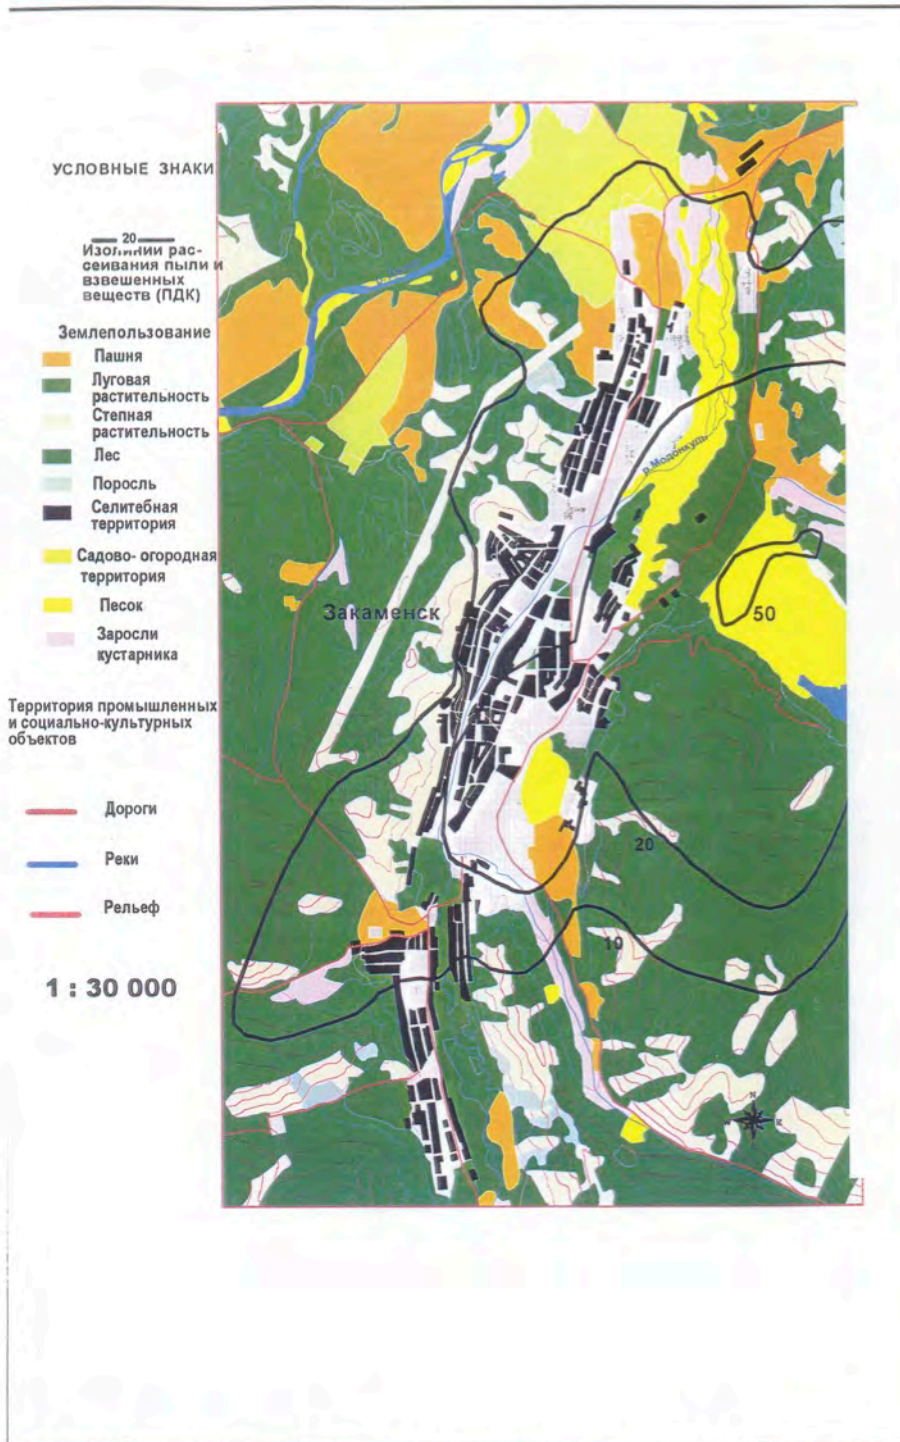 УСЛОВНЫЕ ЗНАКИ
20
Изолинии рас-
сеивания пыли и
взвешенных
веществ (ПДК)
Землепользование
Пашня
Луговая
растительность
Степная
растительность
Лес
Поросль
Селитебная
территория
Садово- огородная
территория
Песок
Заросли
кустарника
Территория промышленных
и социально-культурных
объектов
Дороги
Реки
Рельеф
1 : 30 000
р.Модонкуль
Закаменск
50
20
10
N
W
E